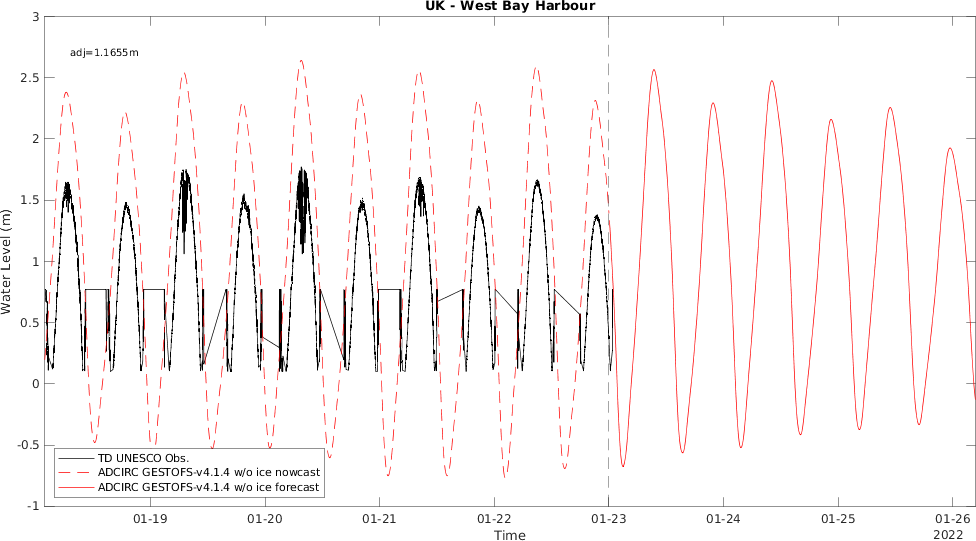 UK - West Bay Harbour
adj=1.1655m
3
2.5
2
1.5
1
0.5
0
-0.5
-1
Water Level (m)
TD UNESCO Obs.
ADCIRC GESTOFS-v4.1.4 w/o ice nowcast
ADCIRC GESTOFS-v4.1.4 w/o ice forecast
01-19 01-20 01-21 01-22 01-23 01-24 01-25 01-26
Time
2022